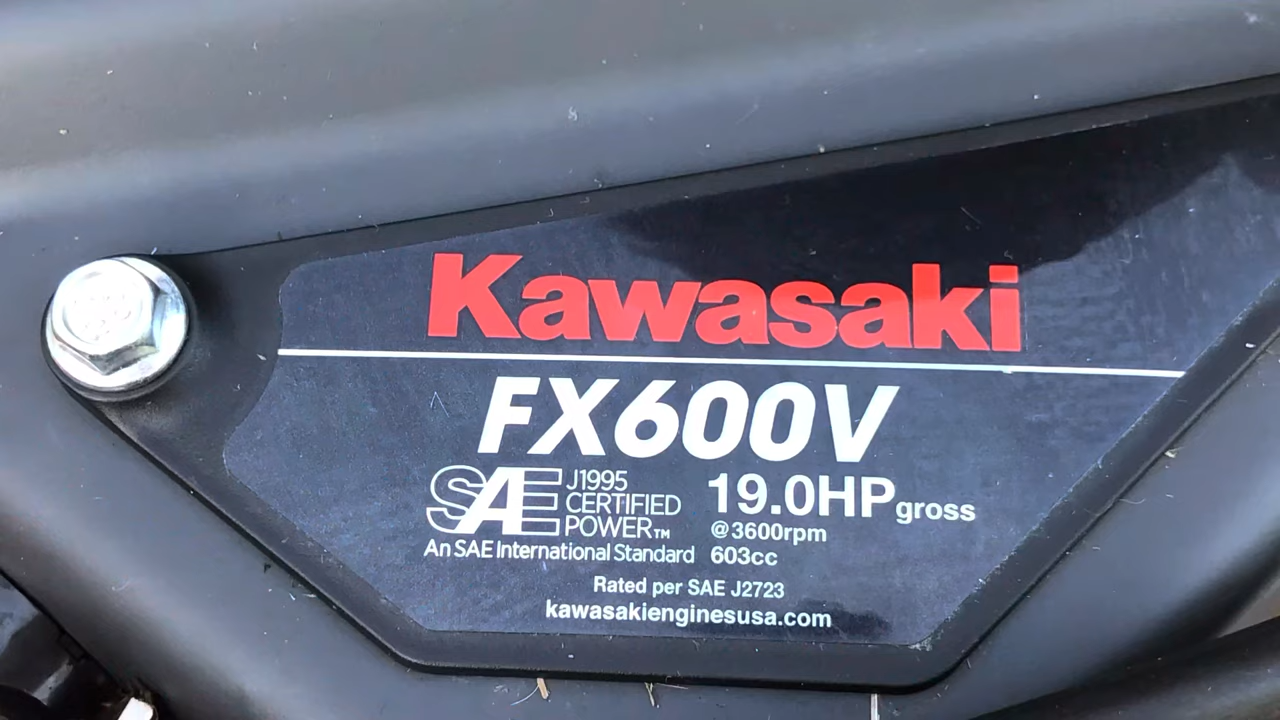 Kawasaki
FX600V
SAE J1995
CERTIFIED
POWER™
An SAE International Standard
19.0HP gross
@3600rpm
603cc
Rated per SAE J2723
kawasakienginesusa.com